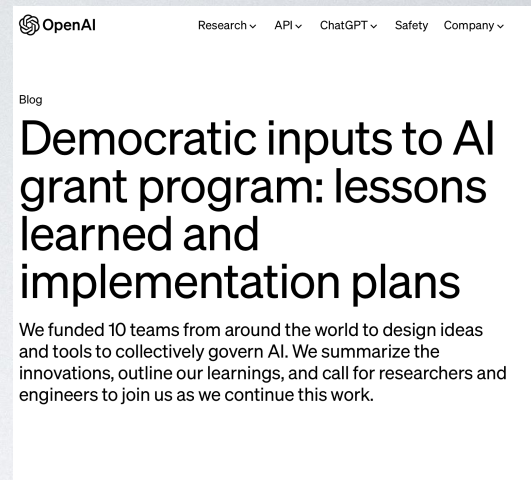 OpenAI
Research API ChatGPT Safety Company
Blog
Democratic inputs to AI
grant program: lessons
learned and
implementation plans
We funded 10 teams from around the world to design ideas
and tools to collectively govern AI. We summarize the
innovations, outline our learnings, and call for researchers and
engineers to join us as we continue this work.